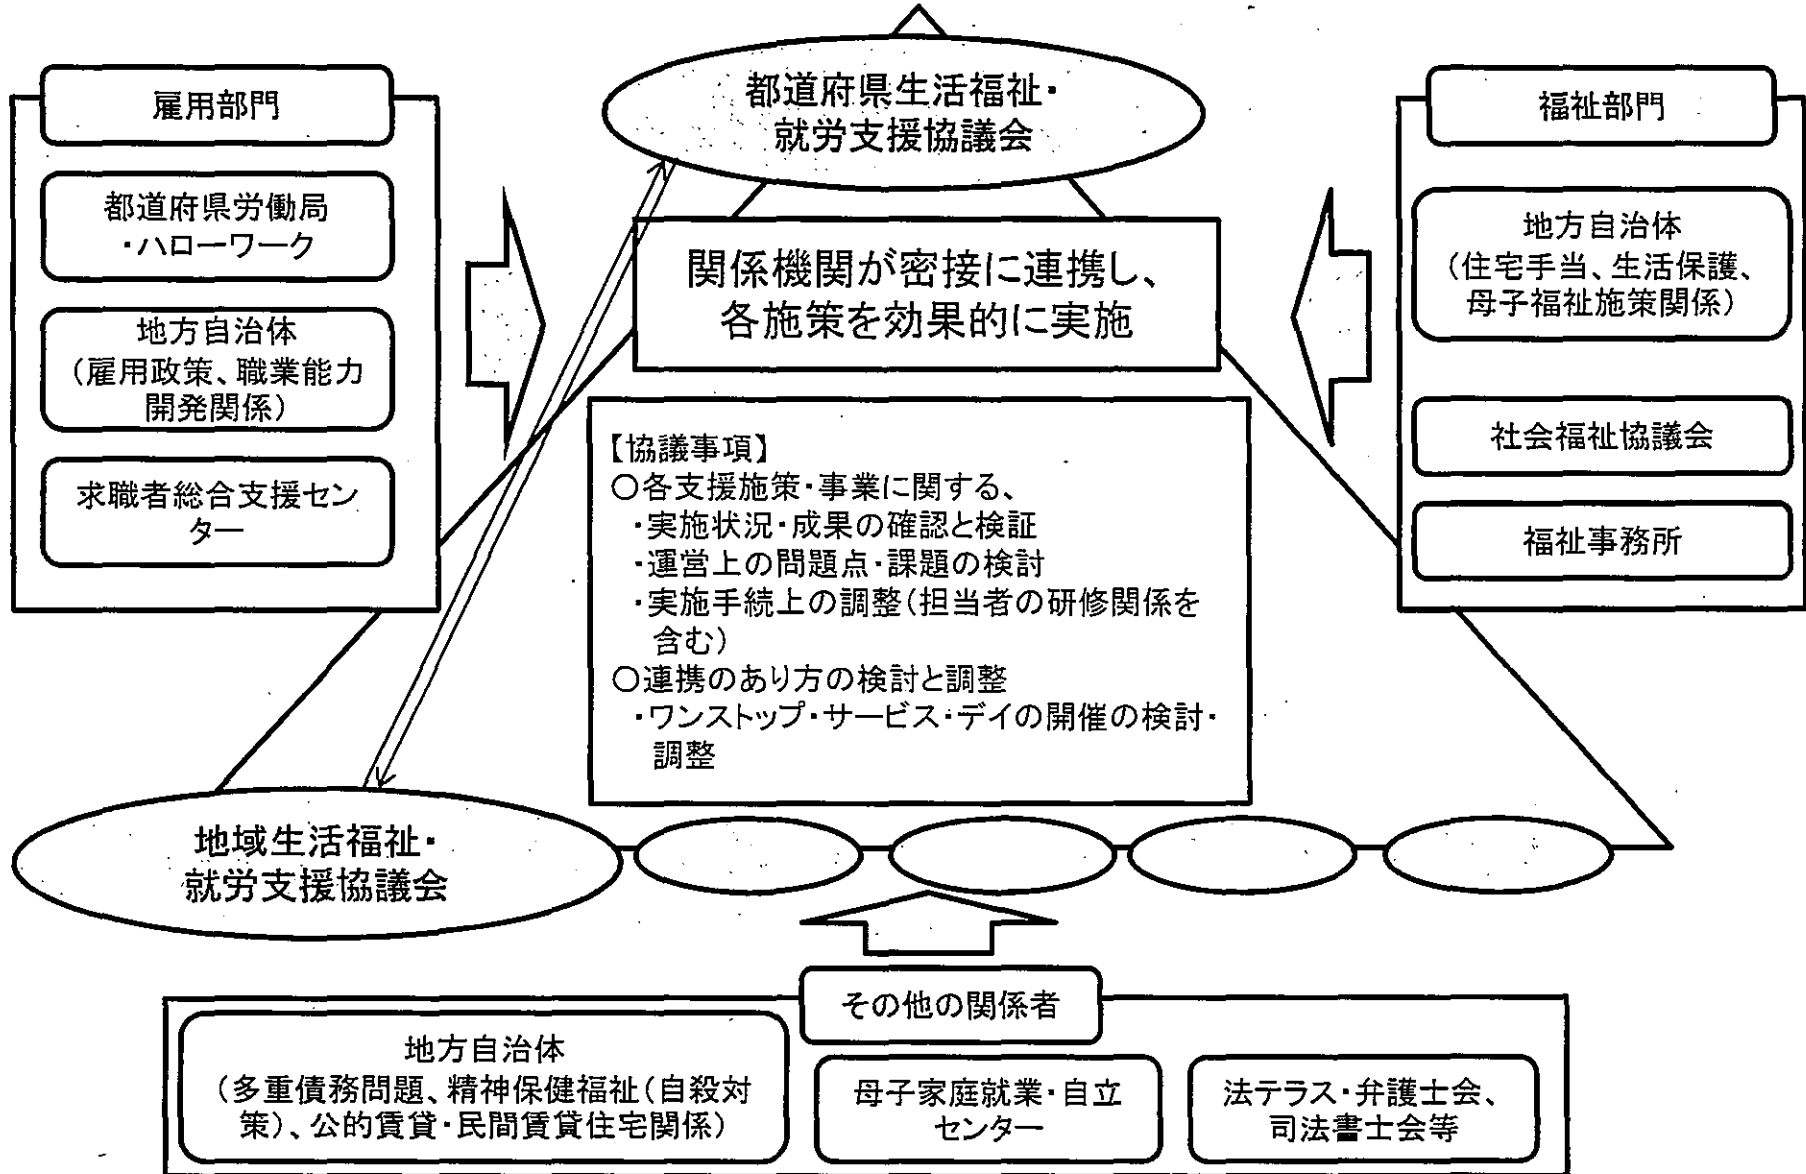 都道府県生活福祉・
就労支援協議会
雇用部門
都道府県労働局
・ハローワーク
地方自治体
（雇用政策、職業能力
開発関係）
求職者総合支援セン
ター
関係機関が密接に連携し、
各施策を効果的に実施
福祉部門
地方自治体
（住宅手当、生活保護、
母子福祉施策関係）
社会福祉協議会
福祉事務所
【協議事項】
○各支援施策・事業に関する、
・実施状況・成果の確認と検証
・運営上の問題点・課題の検討
・実施手続上の調整（担当者の研修関係を
含む）
○連携のあり方の検討と調整
・ワンストップ・サービス・デイの開催の検討・
調整
地域生活福祉・
就労支援協議会
その他の関係者
地方自治体
（多重債務問題、精神保健福祉（自殺対
策）、公的賃貸・民間賃貸住宅関係）
母子家庭就業・自立
センター
法テラス・弁護士会、
司法書士会等